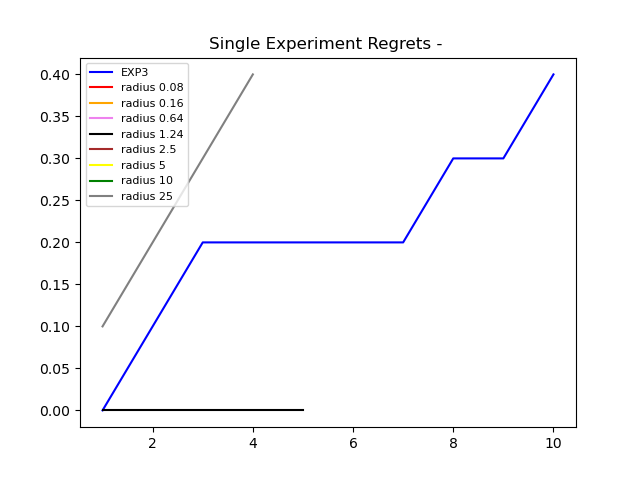 Single Experiment Regrets -
0.40
0.35
0.30
0.25
0.20
0.15
0.10
0.05
0.00
EXP3
radius 0.08
radius 0.16
radius 0.64
radius 1.24
radius 2.5
radius 5
radius 10
radius 25
2 4 6 8 10